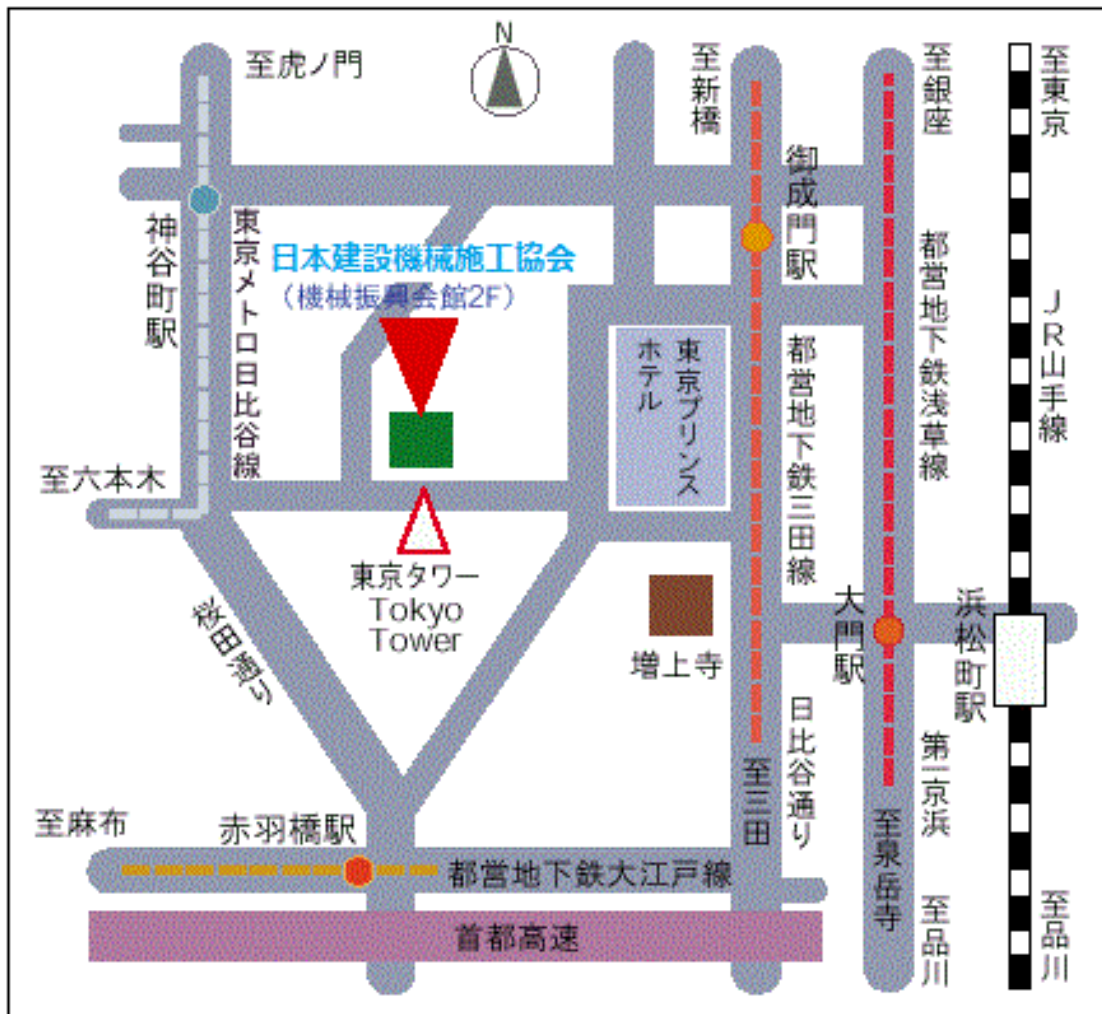 N
至虎ノ門
至新橋
至銀座
至東京
御成門駅
神谷町駅
東京メトロ日比谷線
日本建設機械施工協会
（機械振興会館2F）
都営地下鉄浅草線
JR山手線
東京プリンス
ホテル
都営地下鉄三田線
至六本木
東京タワー
Tokyo
Tower
桜田通り
増上寺
大門駅
浜松町駅
日比谷通り
第一京浜
至三田
至麻布
赤羽橋駅
都営地下鉄大江戸線
至泉岳寺
至品川
至品川
首都高速